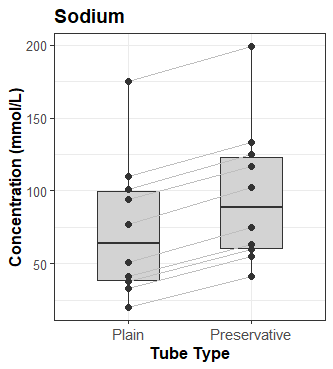 Sodium
Concentration (mmol/L)
200
150
100
50
Plain
Preservative
Tube Type